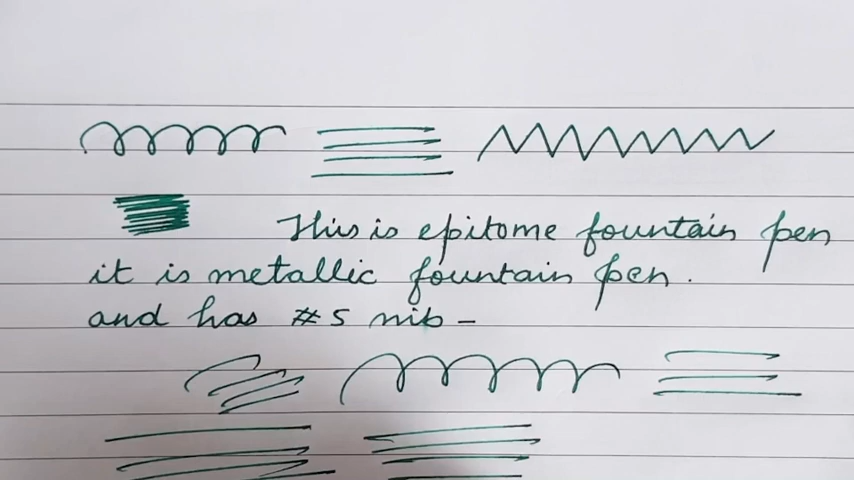 This is epitome fountain pen
it is metallic fountain pen.
and has #5 nib -